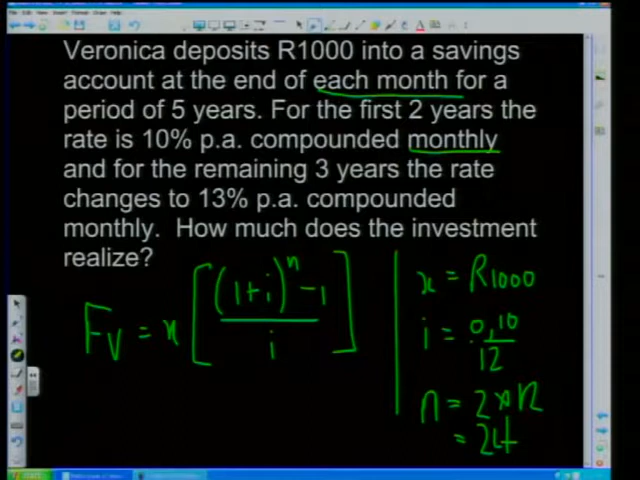 Veronica deposits R1000 into a savings
account at the end of each month for a
period of 5 years. For the first 2 years the
rate is 10% p.a. compounded monthly
and for the remaining 3 years the rate
changes to 13% p.a. compounded
monthly. How much does the investment
realize?
Fv = x [ ((1+i)^n - 1) / i ]
x = R1000
i = 0,10 / 12
n = 2 x 12
= 24